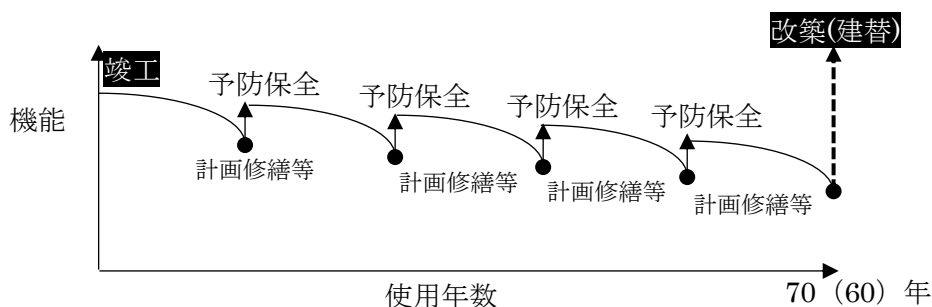 改築(建替)
竣工
予防保全
予防保全
予防保全
予防保全
機能
計画修繕等
計画修繕等
計画修繕等
計画修繕等
使用年数
70（60）年